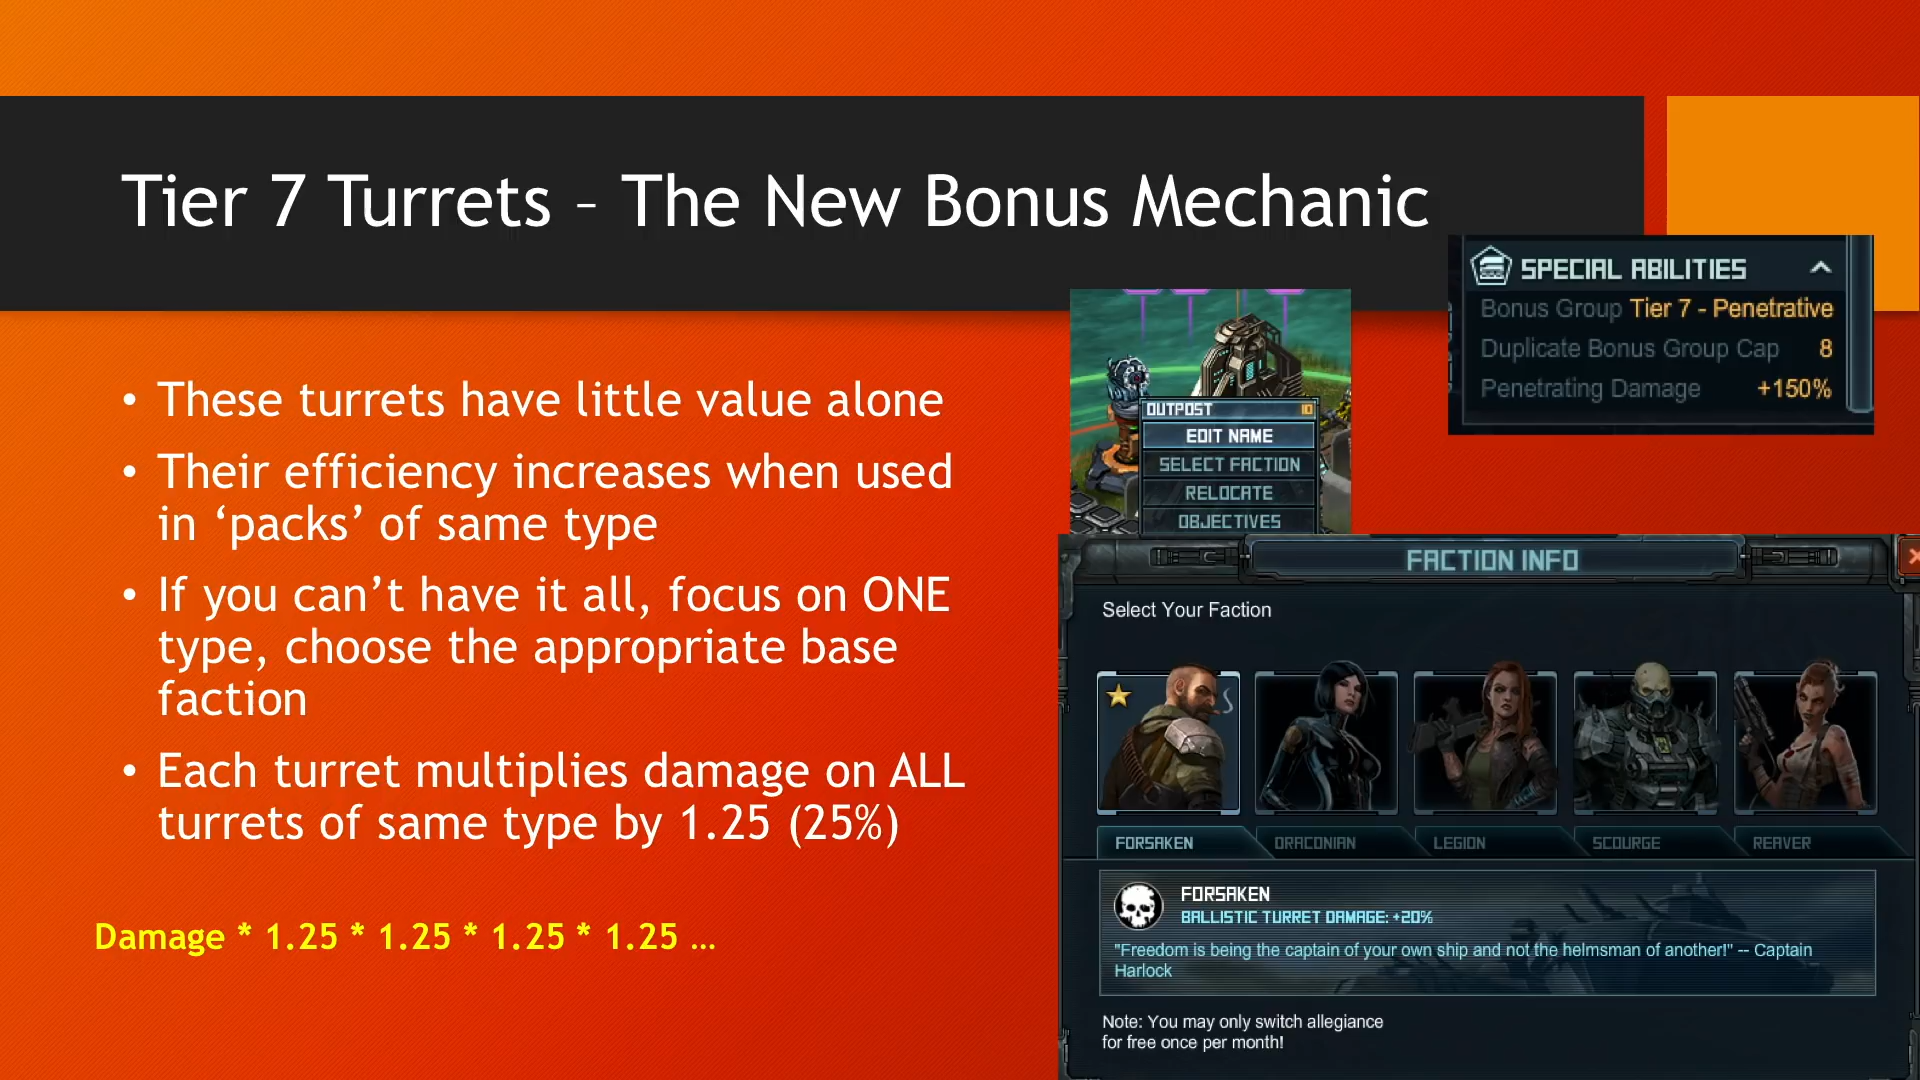 Tier 7 Turrets – The New Bonus Mechanic
• These turrets have little value alone
• Their efficiency increases when used
in ‘packs’ of same type
• If you can’t have it all, focus on ONE
type, choose the appropriate base
faction
• Each turret multiplies damage on ALL
turrets of same type by 1.25 (25%)
Damage * 1.25 * 1.25 * 1.25 * 1.25 …
SPECIAL ABILITIES
Bonus Group Tier 7 - Penetrative
Duplicate Bonus Group Cap 8
Penetrating Damage +150%
OUTPOST 10
EDIT NAME
SELECT FACTION
RELOCATE
OBJECTIVES
FACTION INFO
Select Your Faction
FORSAKEN DRACONIAN LEGION SCOURGE REAVER
FORSAKEN
BALLISTIC TURRET DAMAGE: +20%
"Freedom is being the captain of your own ship and not the helmsman of another!" -- Captain
Harlock
Note: You may only switch allegiance
for free once per month!